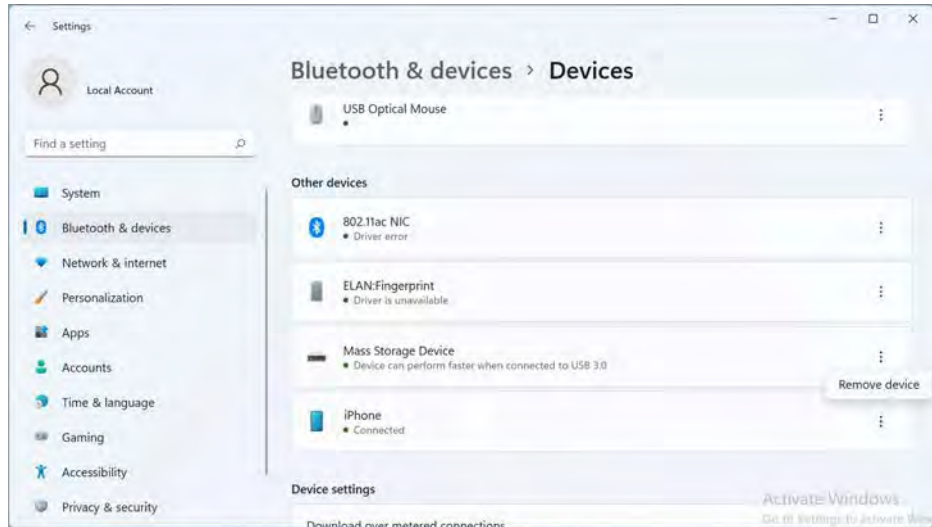 Settings
Local Account
Find a setting
System
Bluetooth & devices
Network & internet
Personalization
Apps
Accounts
Time & language
Gaming
Accessibility
Privacy & security
Bluetooth & devices > Devices
USB Optical Mouse
Other devices
802.11ac NIC
Driver error
ELAN:Fingerprint
Driver is unavailable
Mass Storage Device
Device can perform faster when connected to USB 3.0
Remove device
iPhone
Connected
Device settings
Download over metered connections
Activate Windows
Go to Settings to activate